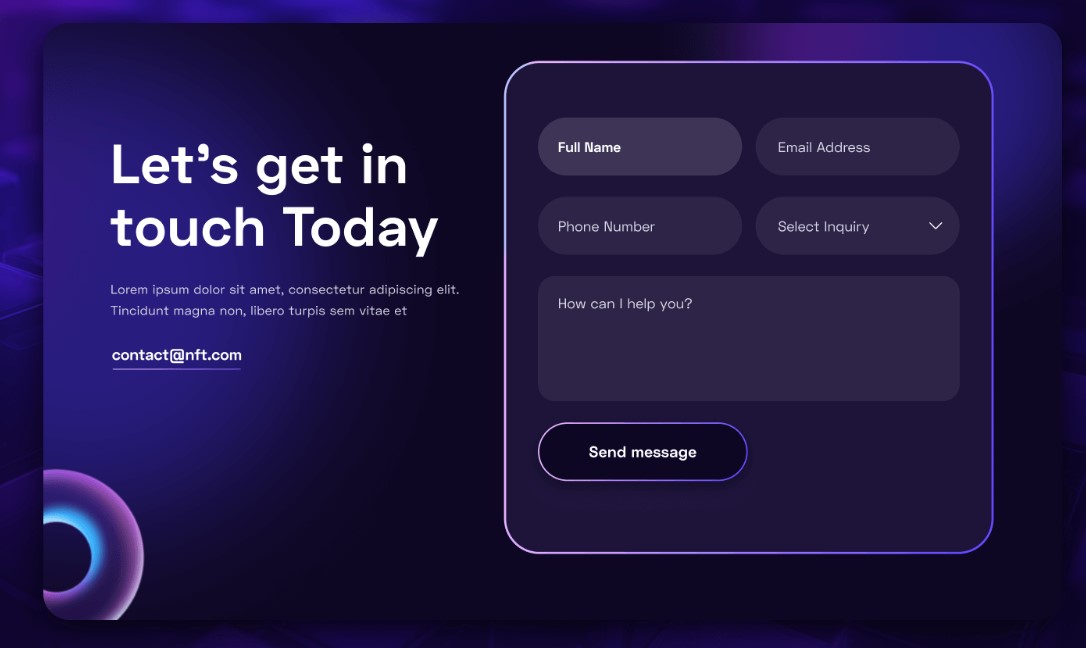 Let's get in
touch Today
Lorem ipsum dolor sit amet, consectetur adipiscing elit.
Tincidunt magna non, libero turpis sem vitae et
contact@nft.com
Full Name
Email Address
Phone Number
Select Inquiry
How can I help you?
Send message